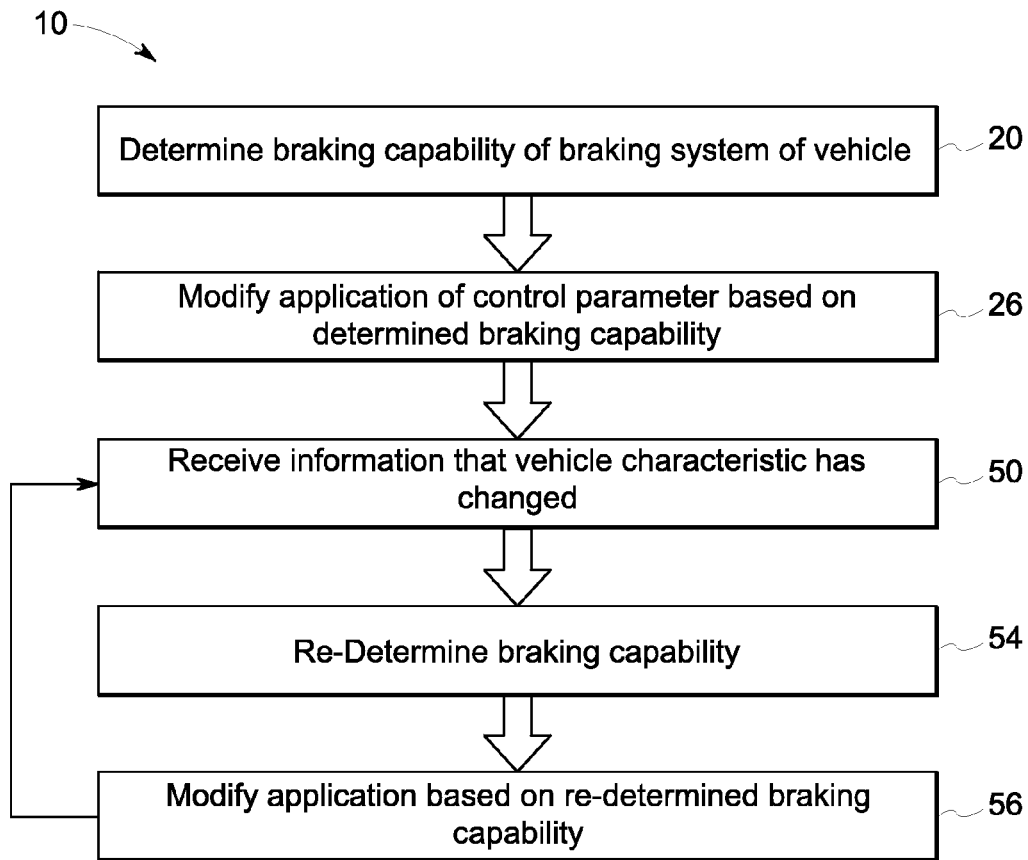 10
Determine braking capability of braking system of vehicle
20
Modify application of control parameter based on
determined braking capability
26
Receive information that vehicle characteristic has
changed
50
Re-Determine braking capability
54
Modify application based on re-determined braking
capability
56